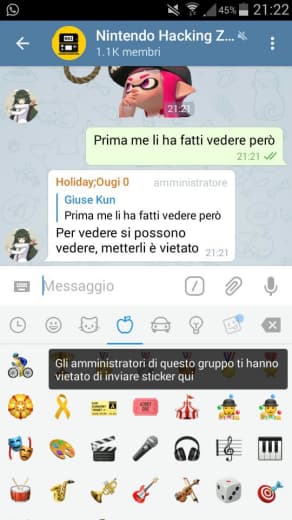 45% 21:22
Nintendo Hacking Z...
1.1K membri
21:21
Prima me li ha fatti vedere però
21:21
Holiday;Ougi 0 amministratore
Giuse Kun
Prima me li ha fatti vedere però
Per vedere si possono
vedere, metterli è vietato 21:21
Messaggio
Gli amministratori di questo gruppo ti hanno
vietato di inviare sticker qui